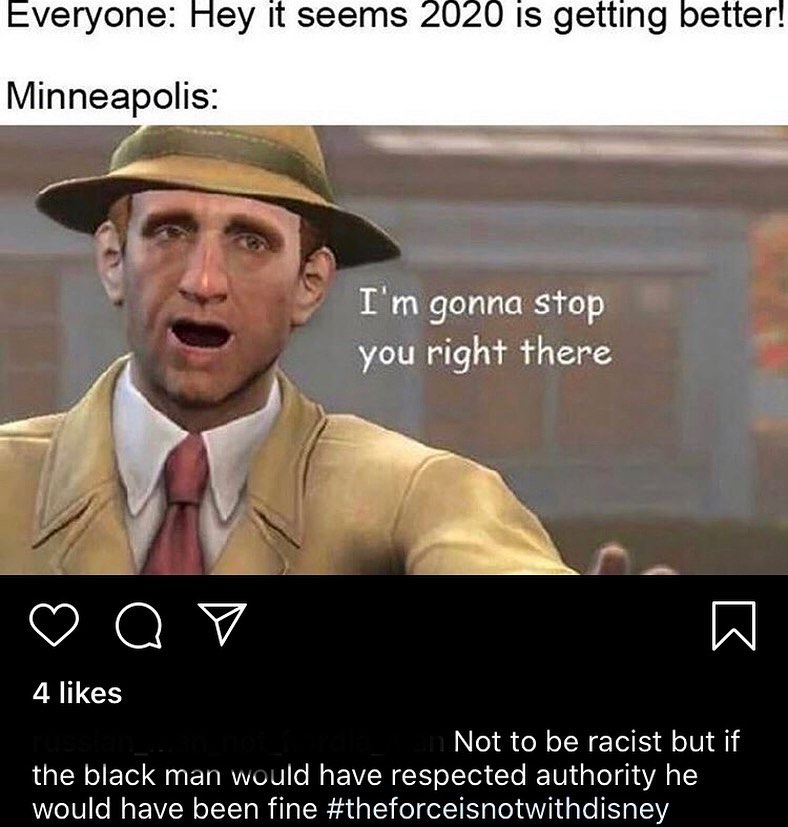 Everyone: Hey it seems 2020 is getting better!
Minneapolis:
I'm gonna stop
you right there
4 likes
Not to be racist but if
the black man would have respected authority he
would have been fine #theforceisnotwithdisney